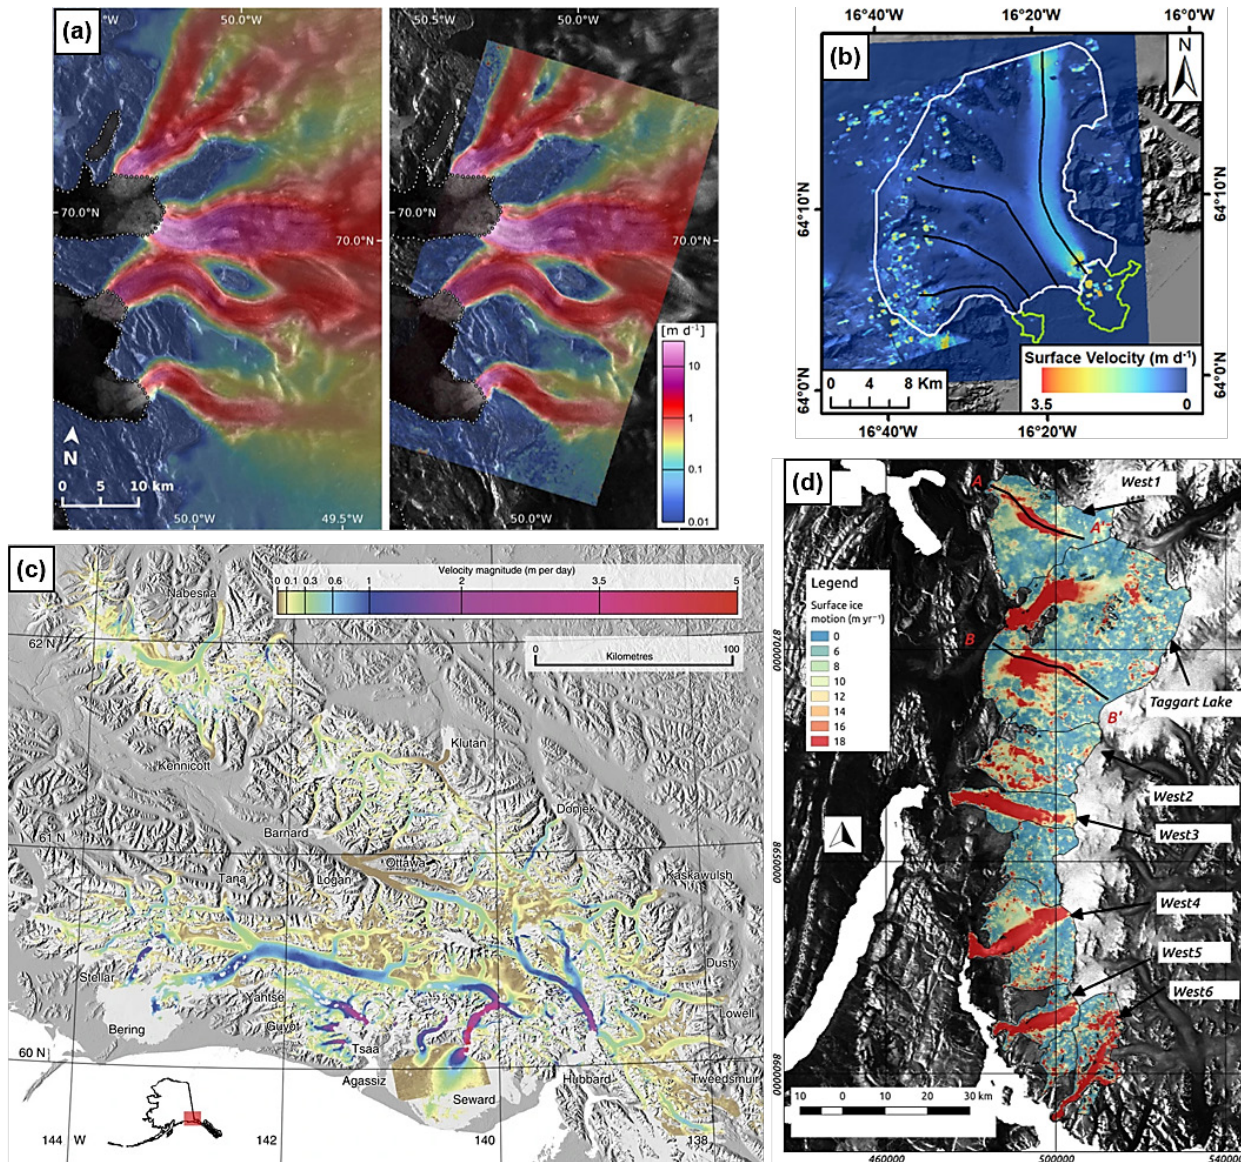 (a)
50.0°W
50.5°W
50.0°W
70.0°N
70.0°N
70.0°N
N
0 5 10 km
50.0°W
49.5°W
50.0°W
[m d⁻¹]
10
1
0.1
0.01
(b)
16°40'W
16°20'W
16°0'W
N
64°10'N
64°10'N
64°0'N
64°0'N
Surface Velocity (m d⁻¹)
3.5
0
0 4 8 Km
16°40'W
16°20'W
16°0'W
(c)
Velocity magnitude (m per day)
0 0.1 0.3 0.6 1 2 3.5 5
Kilometres
0 100
Nabesna
62 N
Kennicott
Klutan
Donjek
Barnard
61 N
Ottawa
Kaskawulsh
Tana
Logan
Dusty
Stellar
Yahtse
Lowell
Bering
Guyot
Tsaa
60 N
Agassiz
Hubbard
Tweedsmuir
Seward
144 W
142
140
138
(d)
A
West1
A'
Legend
Surface ice
motion (m yr⁻¹)
0
6
8
10
12
14
16
18
B
8700000
Taggart Lake
B'
West2
West3
8650000
West4
West5
West6
8600000
10 0 10 20 30 km
460000
500000
540000